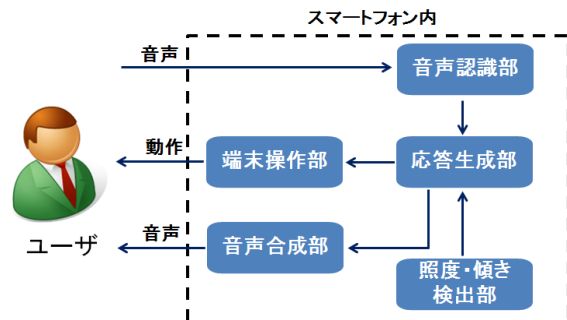 スマートフォン内
音声
音声認識部
動作
端末操作部
応答生成部
ユーザ
音声
音声合成部
照度・傾き
検出部